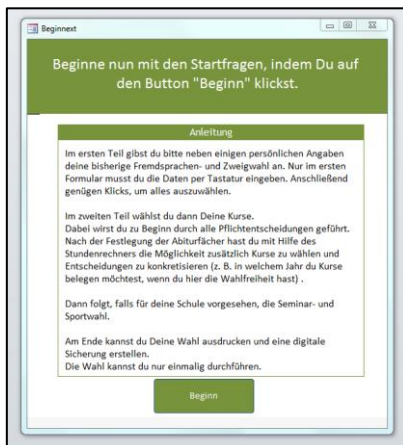 Beginnext
Beginne nun mit den Startfragen, indem Du auf
den Button "Beginn" klickst.
Anleitung
Im ersten Teil gibst du bitte neben einigen persönlichen Angaben
deine bisherige Fremdsprachen- und Zweigwahl an. Nur im ersten
Formular musst du die Daten per Tastatur eingeben. Anschließend
genügen Klicks, um alles auszuwählen.
Im zweiten Teil wählst du dann Deine Kurse.
Dabei wirst du zu Beginn durch alle Pflichtentscheidungen geführt.
Nach der Festlegung der Abiturfächer hast du mit Hilfe des
Stundenrechners die Möglichkeit zusätzlich Kurse zu wählen und
Entscheidungen zu konkretisieren (z. B. in welchem Jahr du Kurse
belegen möchtest, wenn du hier die Wahlfreiheit hast) .
Dann folgt, falls für deine Schule vorgesehen, die Seminar- und
Sportwahl.
Am Ende kannst du Deine Wahl ausdrucken und eine digitale
Sicherung erstellen.
Die Wahl kannst du nur einmalig durchführen.
Beginn